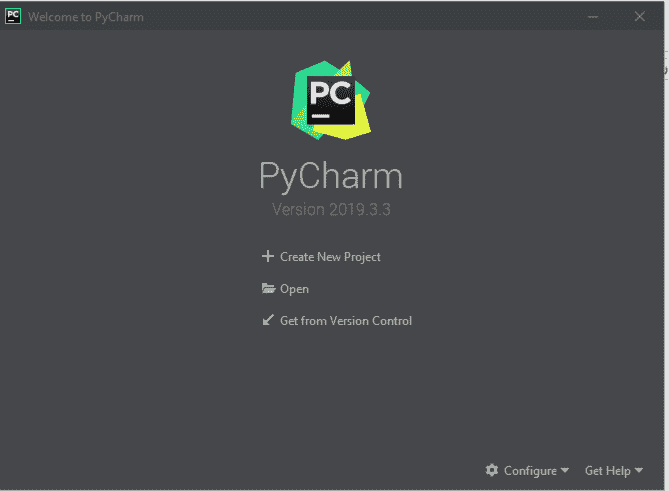 PC Welcome to PyCharm
PC
PyCharm
Version 2019.3.3
Create New Project
Open
Get from Version Control
Configure Get Help